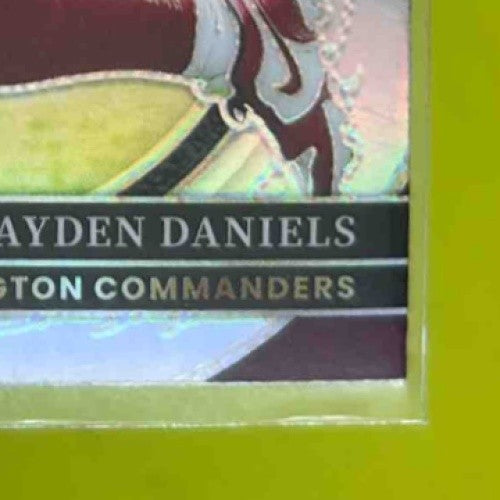 AYDEN DANIELS
GTON COMMANDERS